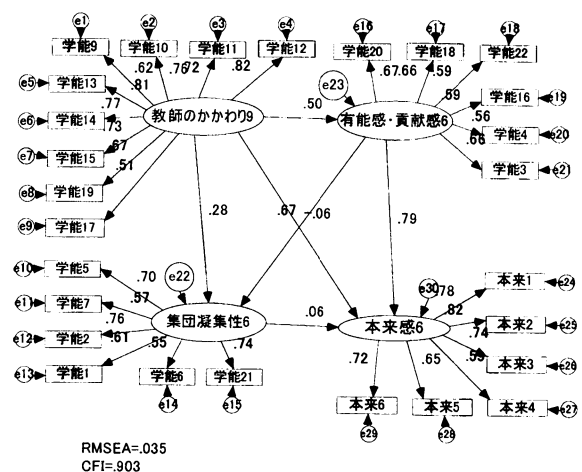 e1 e2 e3 e4 e16 e17 e18
学能9 学能10 学能11 学能12 学能20 学能18 学能22
.81 .62 .76 .72 .82 .67 .66 .59 .59
e5 学能13 e23 学能16 e19
.77 .56
e6 学能14 教師のかかわり9 .50 有能感・貢献感6 学能4 e20
.73 .66
e7 学能15 学能3 e21
.67
e8 学能19
.51
e9 学能17
.28 .67 -.06 .79
e10 学能5 .70 e22 e30 .78 本来1 e24
.57 .82
e11 学能7 集団凝集性6 .06 本来感6 .74 本来2 e25
.76
e12 学能2 .61 本来3 e26
.55 .74 .72 .65
e13 学能1 学能6 学能21 本来6 本来5 本来4 e27
e14 e15 e29 e28
RMSEA=.035
CFI=.903